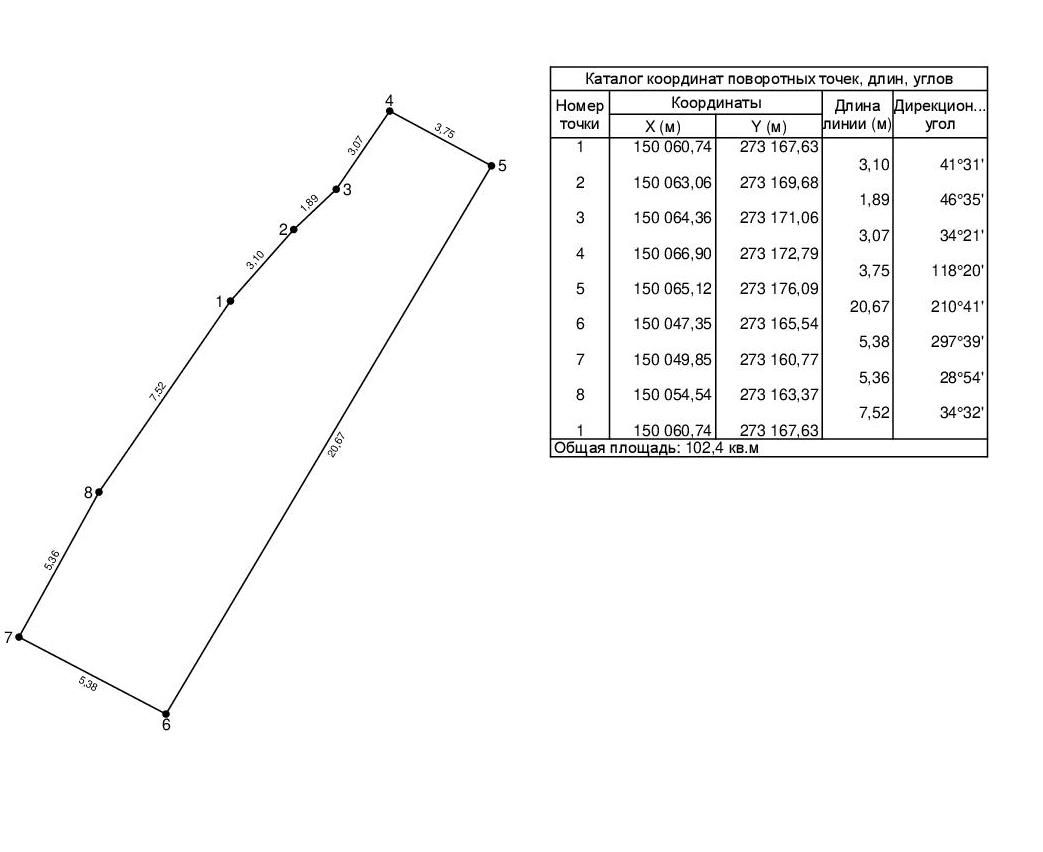 Каталог координат поворотных точек, длин, углов
Номер точки Координаты Длина линии (м) Дирекцион... угол
X (м) Y (м)
1 150 060,74 273 167,63
3,10 41°31'
2 150 063,06 273 169,68
1,89 46°35'
3 150 064,36 273 171,06
3,07 34°21'
4 150 066,90 273 172,79
3,75 118°20'
5 150 065,12 273 176,09
20,67 210°41'
6 150 047,35 273 165,54
5,38 297°39'
7 150 049,85 273 160,77
5,36 28°54'
8 150 054,54 273 163,37
7,52 34°32'
1 150 060,74 273 167,63
Общая площадь: 102,4 кв.м
4
3,75
5
3,07
3
1,89
2
3,10
1
7,52
20,67
8
5,36
7
5,38
6